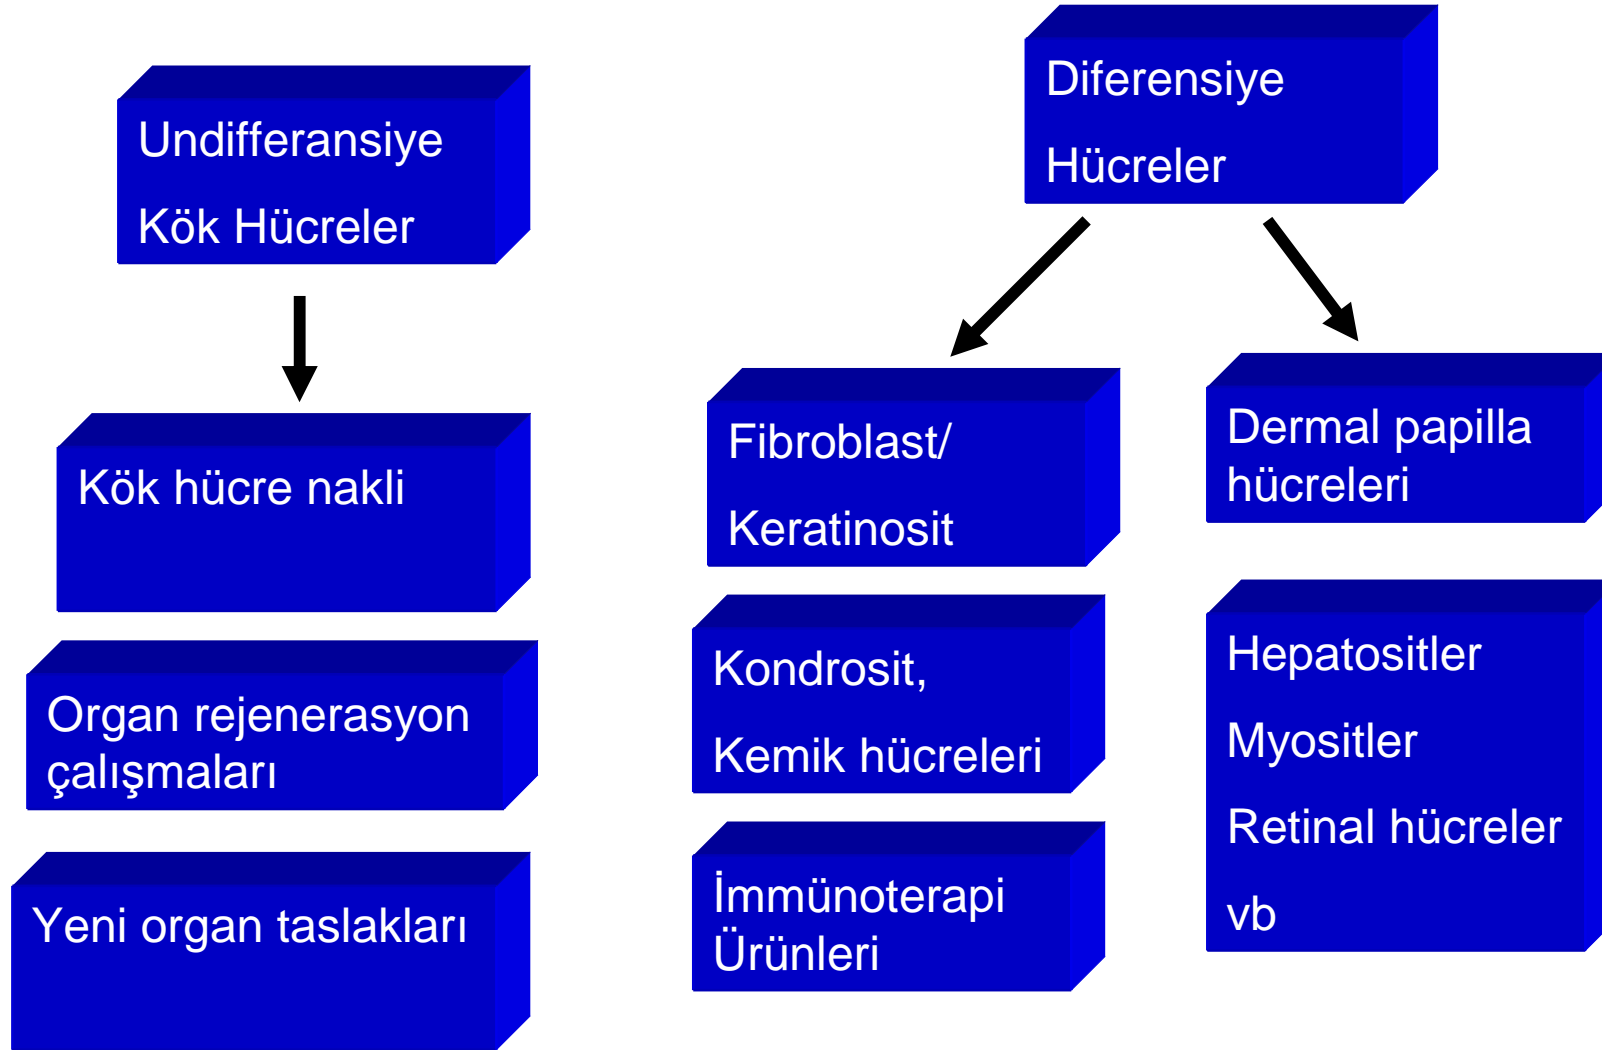 Undifferansiye
Kök Hücreler
Kök hücre nakli
Organ rejenerasyon
çalışmaları
Yeni organ taslakları
Diferensiye
Hücreler
Fibroblast/
Keratinosit
Kondrosit,
Kemik hücreleri
İmmünoterapi
Ürünleri
Dermal papilla
hücreleri
Hepatositler
Myositler
Retinal hücreler
vb